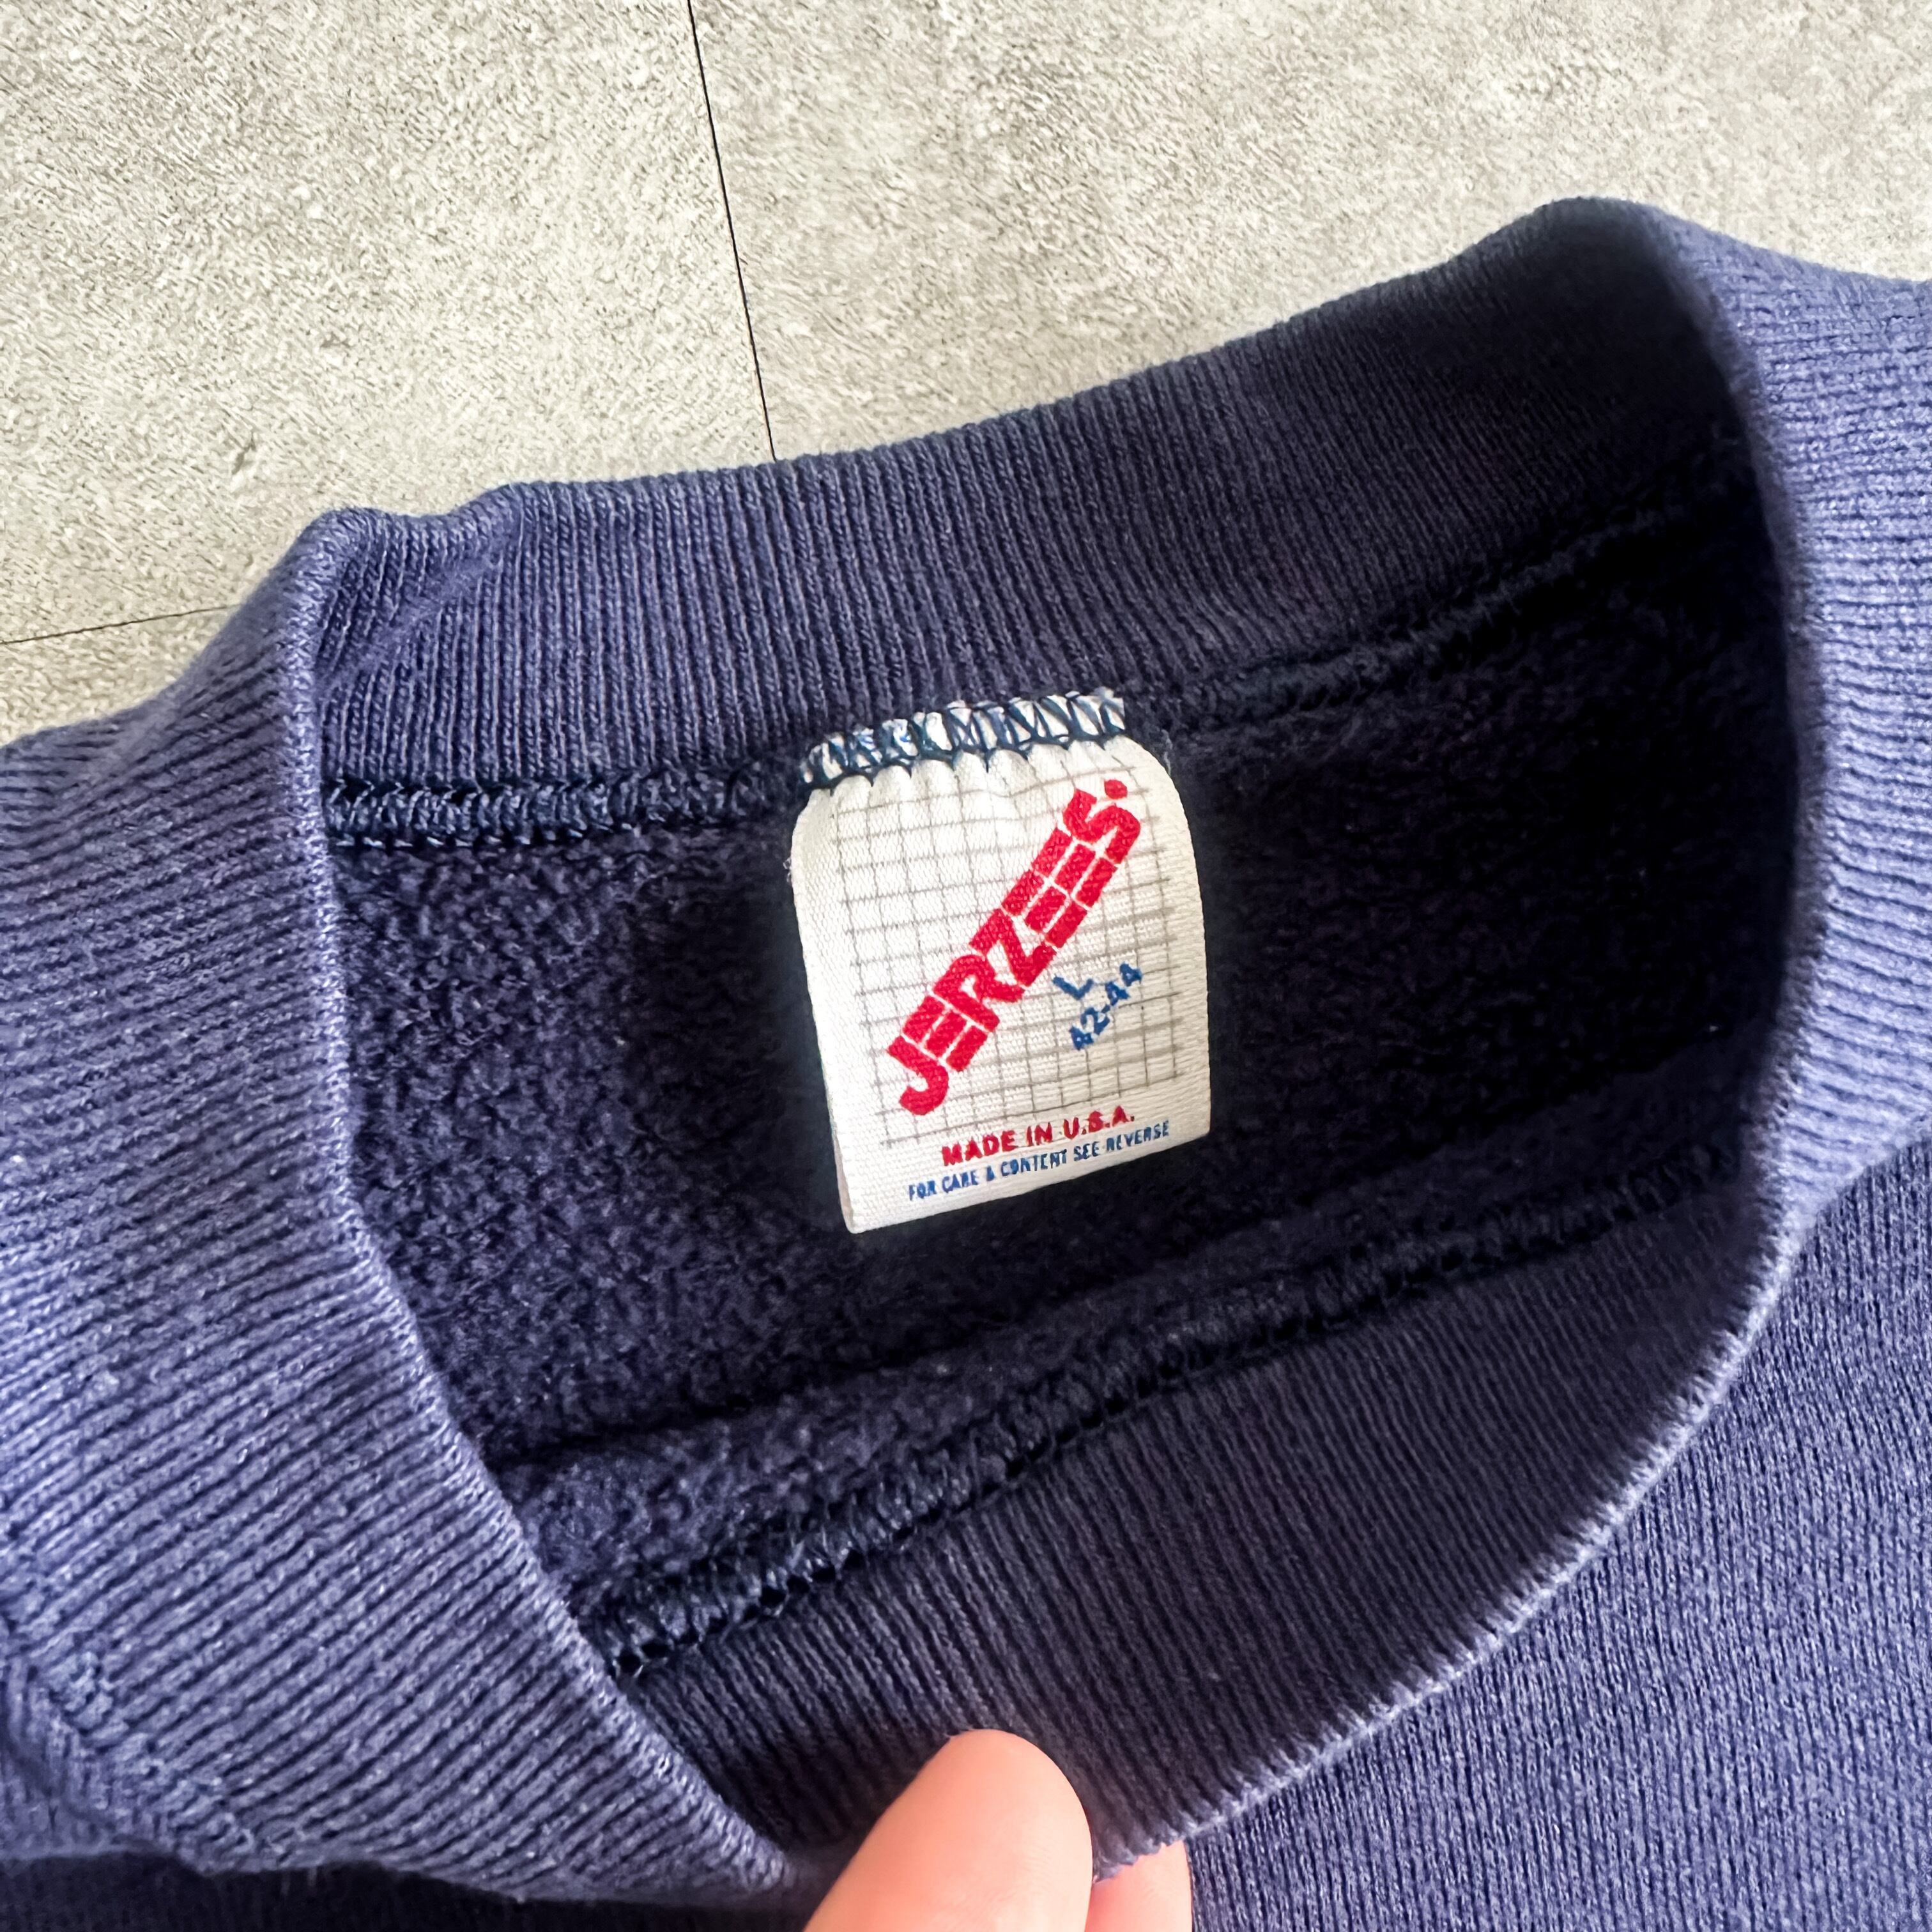 JERZEES.
L
42-44
MADE IN U.S.A.
FOR CARE & CONTENT SEE REVERSE